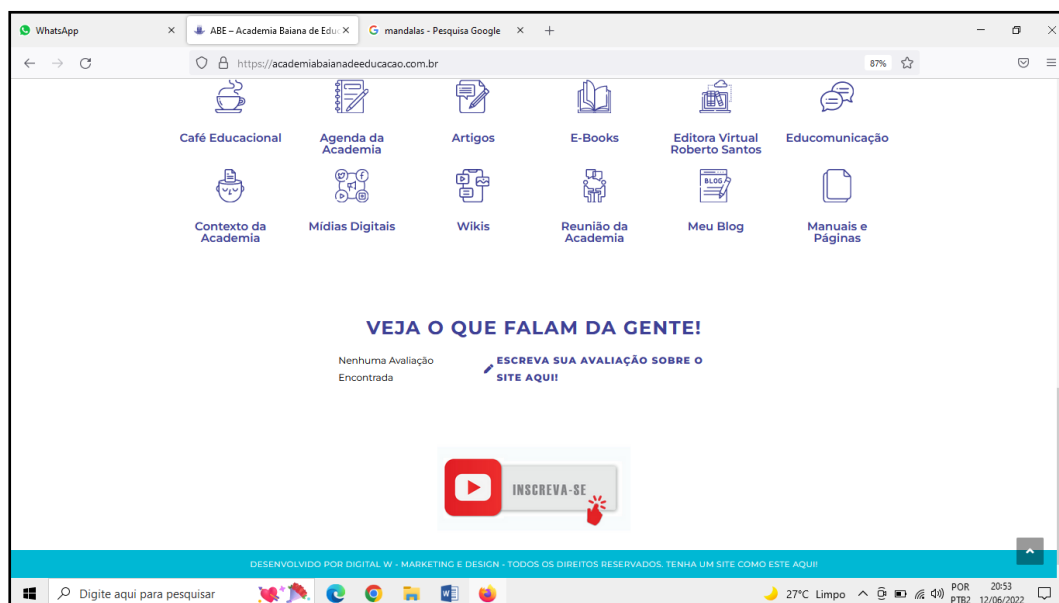 WhatsApp
ABE – Academia Baiana de Educ
mandalas - Pesquisa Google
https://academiabaianadeeducacao.com.br
87%
Café Educacional
Agenda da
Academia
Artigos
E-Books
Editora Virtual
Roberto Santos
Educomunicação
BLOG
Contexto da
Academia
Mídias Digitais
Wikis
Reunião da
Academia
Meu Blog
Manuais e
Páginas
VEJA O QUE FALAM DA GENTE!
Nenhuma Avaliação
Encontrada
ESCREVA SUA AVALIAÇÃO SOBRE O
SITE AQUI!
INSCREVA-SE
DESENVOLVIDO POR DIGITAL W - MARKETING E DESIGN - TODOS OS DIREITOS RESERVADOS. TENHA UM SITE COMO ESTE AQUI!
Digite aqui para pesquisar
27°C Limpo
POR
PTB2
20:53
12/06/2022